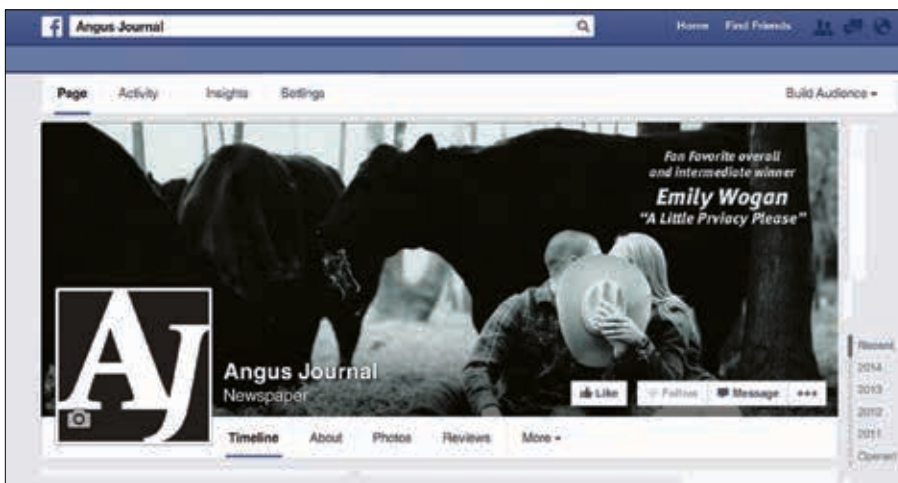 f Angus Journal Home Find Friends
Page Activity Insights Settings Build Audience
Fan Favorite overall
and intermediate winner
Emily Wogan
"A Little Prviacy Please"
AJ
Angus Journal
Newspaper
Like Follow Message
Timeline About Photos Reviews More
Recent
2014
2013
2012
2011